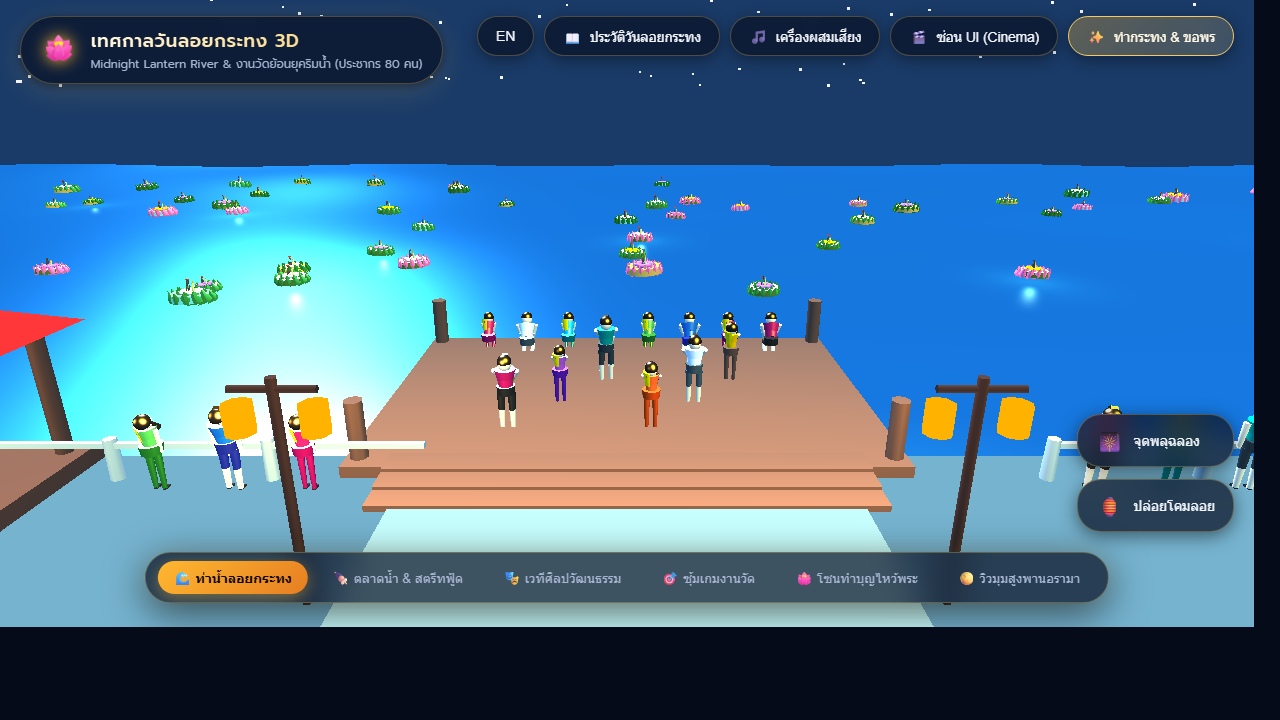 เทศกาลวันลอยกระทง 3D
Midnight Lantern River & งานวัดย้อนยุคริมน้ำ (ประชากร 80 คน)
EN
ประวัติวันลอยกระทง
เครื่องผสมเสียง
ซ่อน UI (Cinema)
ทำกระทง & ขอพร
จุดพลุฉลอง
ปล่อยโคมลอย
ท่าน้ำลอยกระทง
ตลาดน้ำ & สตรีทฟู้ด
เวทีศิลปวัฒนธรรม
ซุ้มเกมงานวัด
โซนทำบุญไหว้พระ
วิวมุมสูงพานอรามา